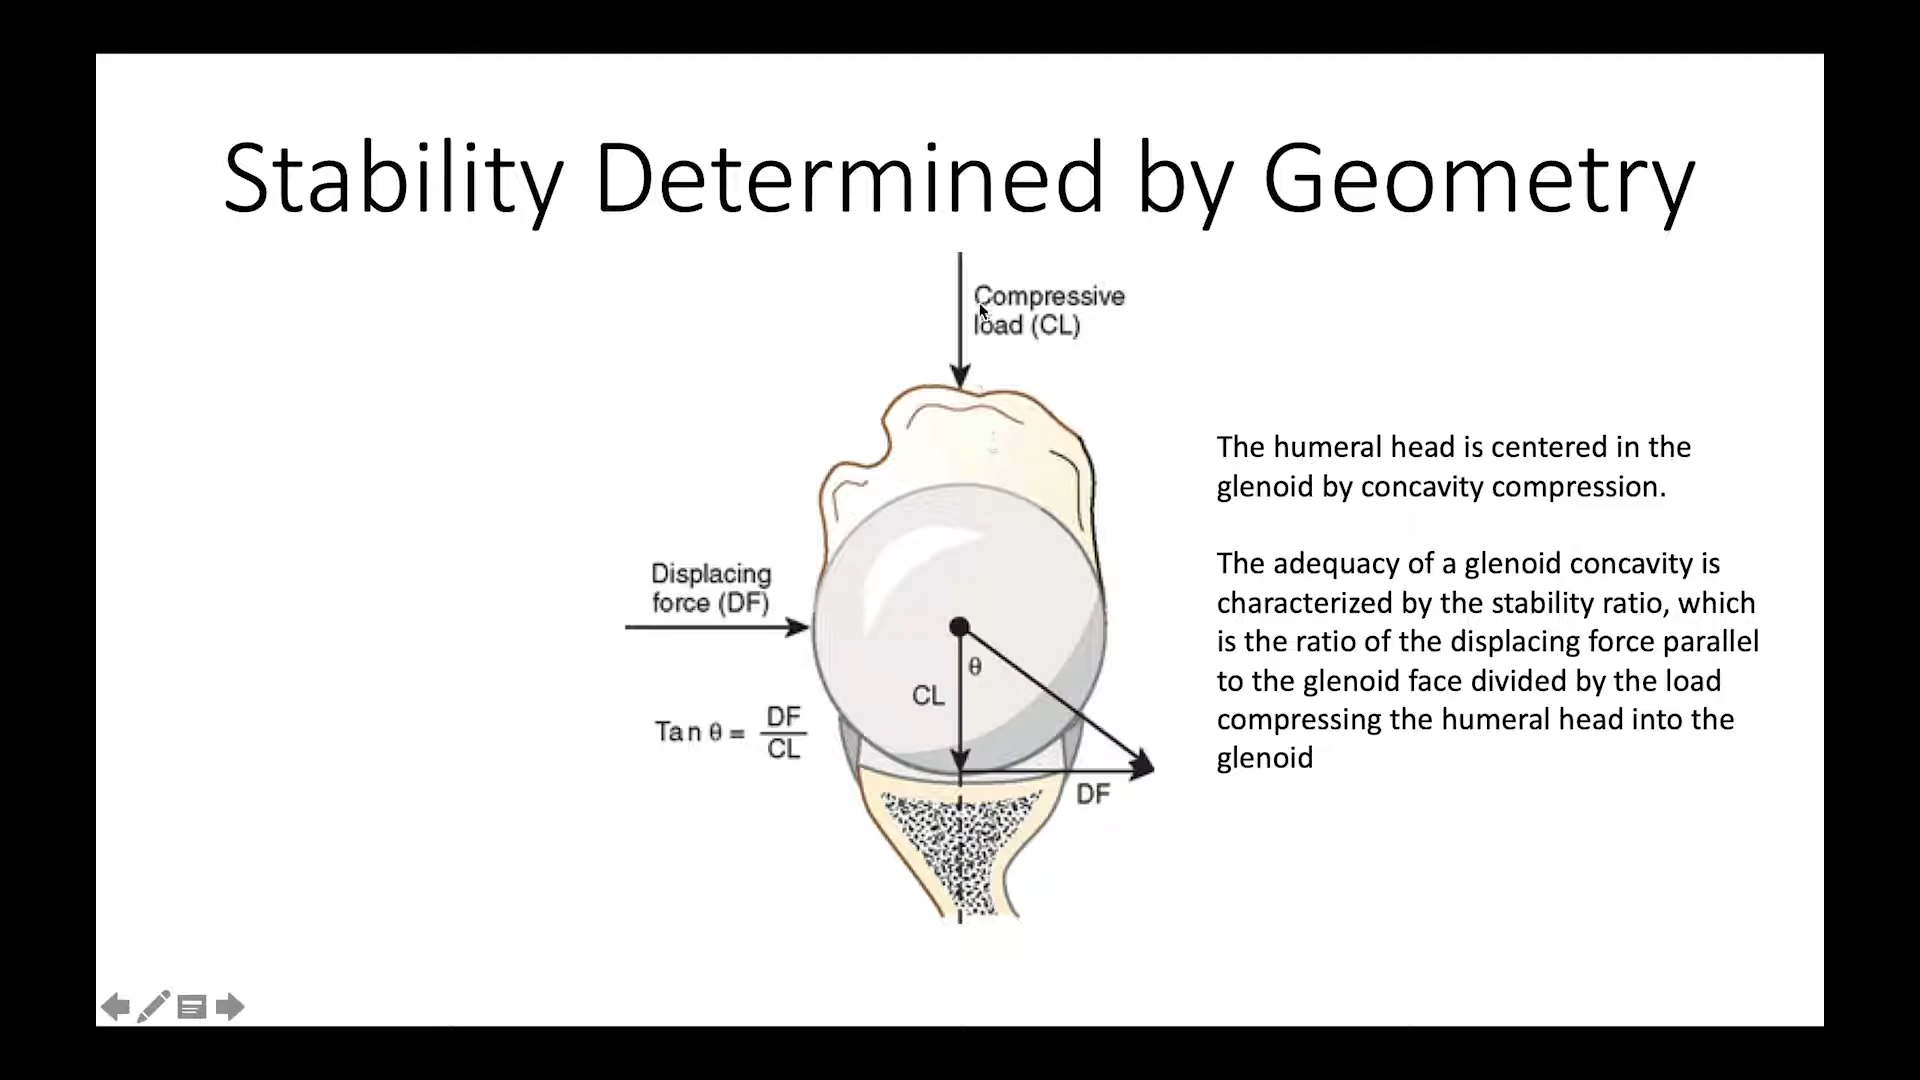 Stability Determined by Geometry
Compressive
load (CL)
Displacing
force (DF)
θ
CL
Tan θ = DF
CL
DF
The humeral head is centered in the
glenoid by concavity compression.
The adequacy of a glenoid concavity is
characterized by the stability ratio, which
is the ratio of the displacing force parallel
to the glenoid face divided by the load
compressing the humeral head into the
glenoid